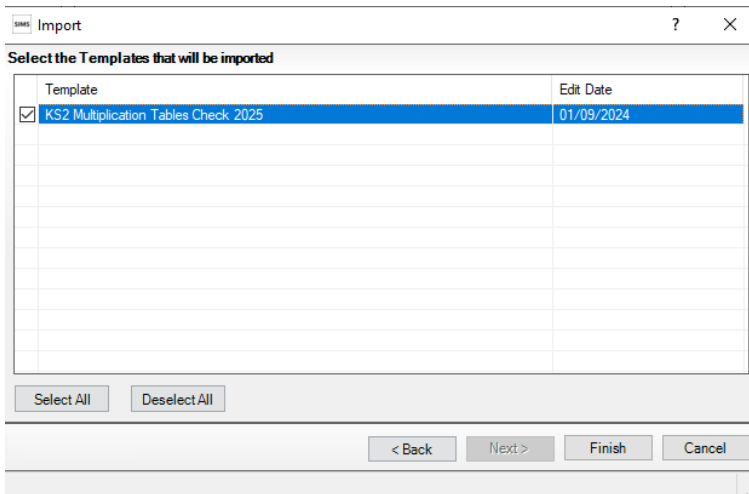 SIMS Import ? X
Select the Templates that will be imported
Template Edit Date
KS2 Multiplication Tables Check 2025 01/09/2024
Select All Deselect All
< Back Next > Finish Cancel